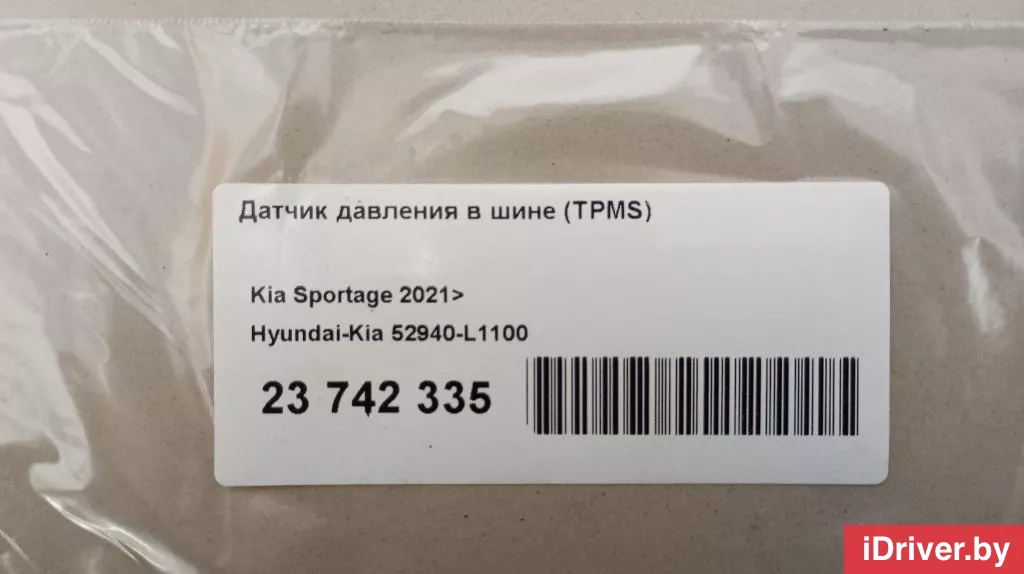 Датчик давления в шине (TPMS)
Kia Sportage 2021>
Hyundai-Kia 52940-L1100
23 742 335
iDriver.by